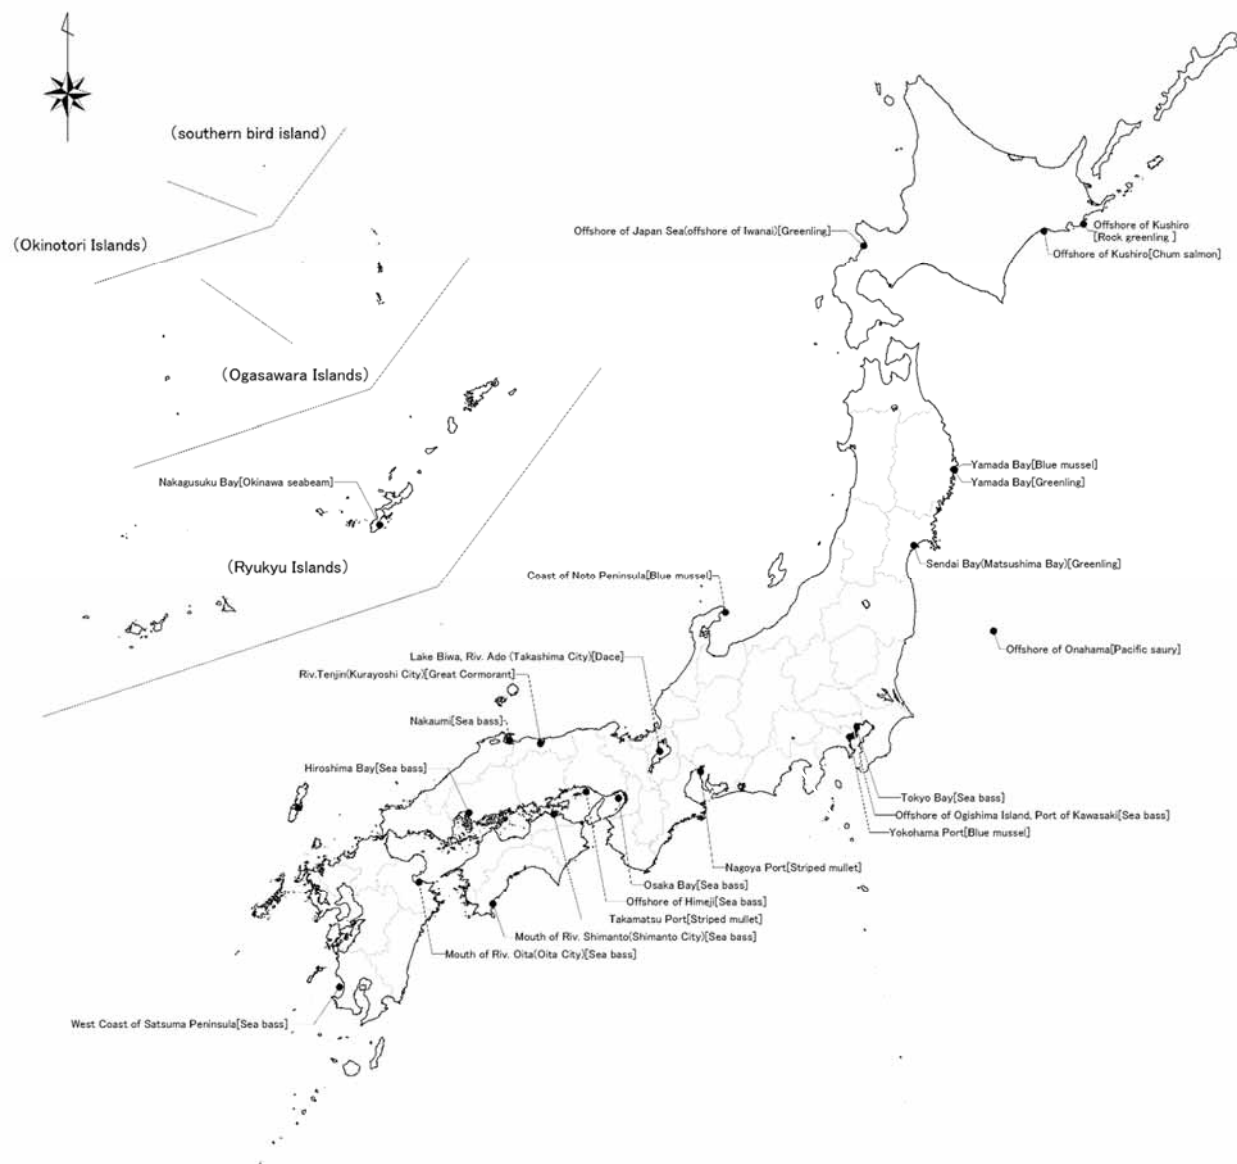 (southern bird island)
(Okinotori Islands)
Offshore of Japan Sea(offshore of Iwanai)[Greenling]
Offshore of Kushiro
[Rock greenling ]
Offshore of Kushiro[Chum salmon]
(Ogasawara Islands)
Yamada Bay[Blue mussel]
Yamada Bay[Greenling]
Nakagusuku Bay[Okinawa seabeam]
(Ryukyu Islands)
Sendai Bay(Matsushima Bay)[Greenling]
Coast of Noto Peninsula[Blue mussel]
Offshore of Onahama[Pacific saury]
Lake Biwa, Riv. Ado (Takashima City)[Dace]
Riv.Tenjin(Kurayoshi City)[Great Cormorant]
Nakaumi[Sea bass]
Hiroshima Bay[Sea bass]
Tokyo Bay[Sea bass]
Offshore of Ogishima Island, Port of Kawasaki[Sea bass]
Yokohama Port[Blue mussel]
Nagoya Port[Striped mullet]
Osaka Bay[Sea bass]
Offshore of Himeji[Sea bass]
Takamatsu Port[Striped mullet]
Mouth of Riv. Shimanto(Shimanto City)[Sea bass]
Mouth of Riv. Oita(Oita City)[Sea bass]
West Coast of Satsuma Peninsula[Sea bass]